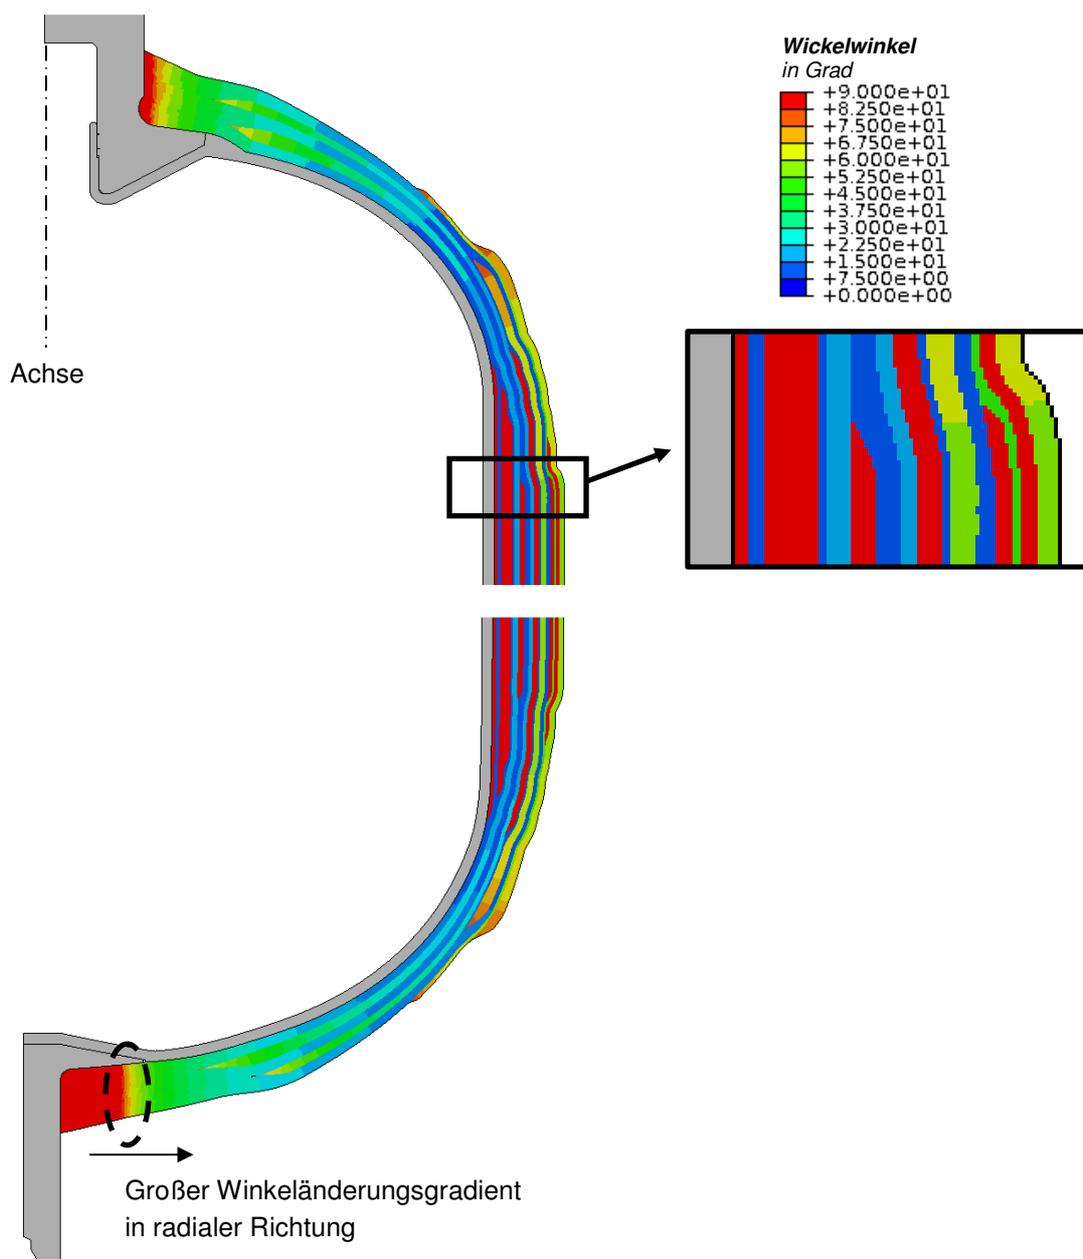 Wickelwinkel
in Grad
+9.000e+01
+8.250e+01
+7.500e+01
+6.750e+01
+6.000e+01
+5.250e+01
+4.500e+01
+3.750e+01
+3.000e+01
+2.250e+01
+1.500e+01
+7.500e+00
+0.000e+00
Achse
Großer Winkeländerungsgradient
in radialer Richtung